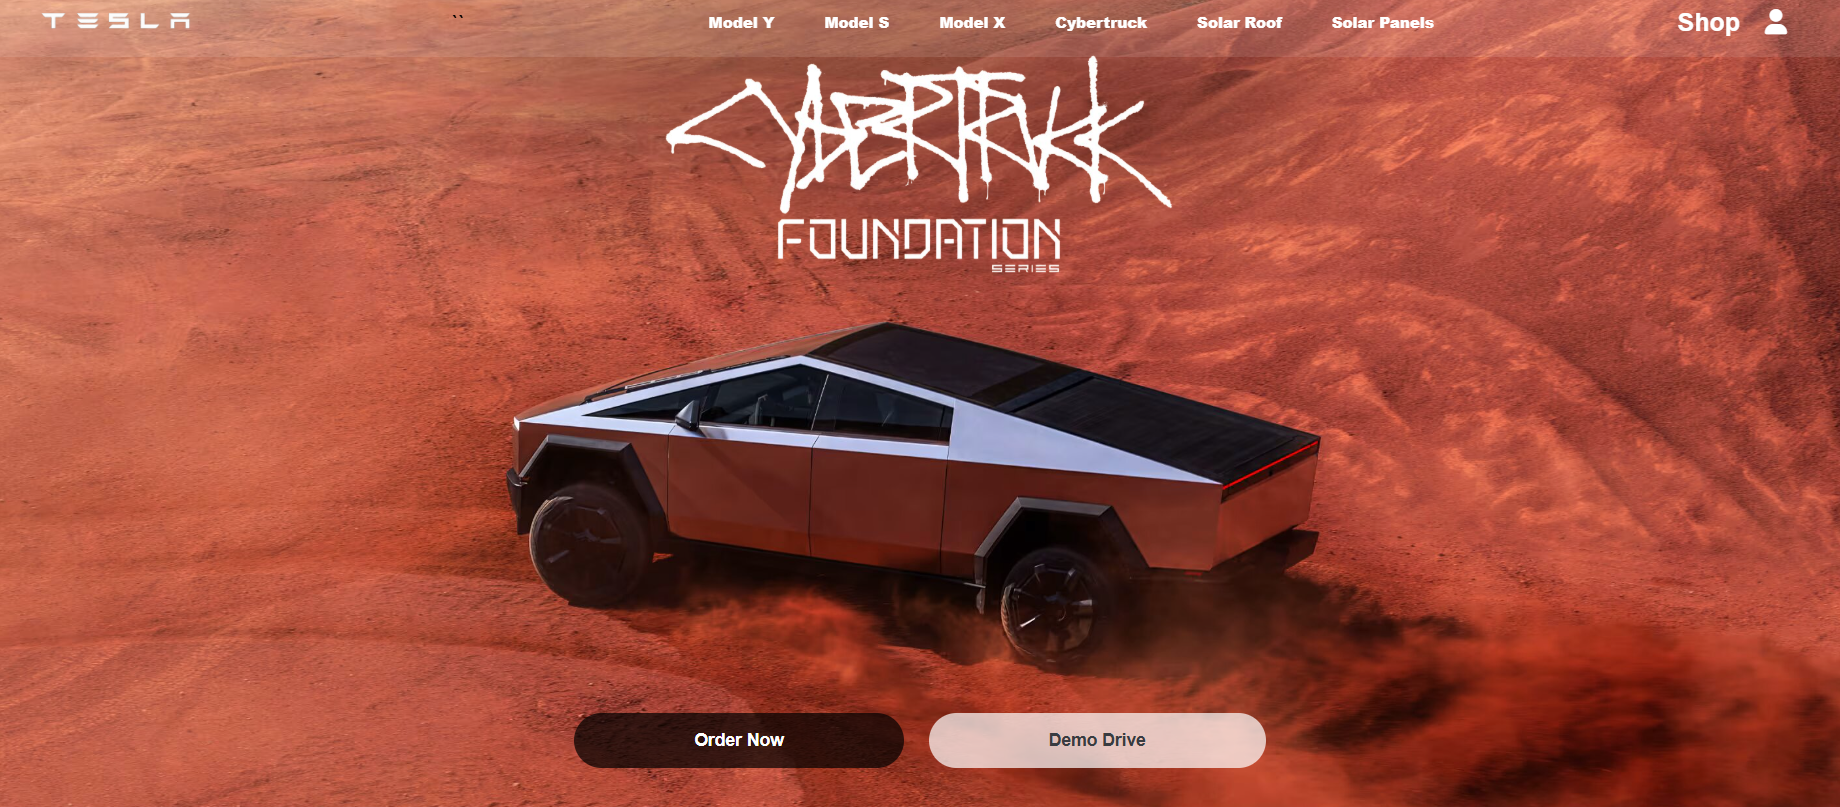 TESLA
``
Model Y Model S Model X Cybertruck Solar Roof Solar Panels
Shop
CYBERTRUCK
FOUNDATION
SERIES
Order Now Demo Drive